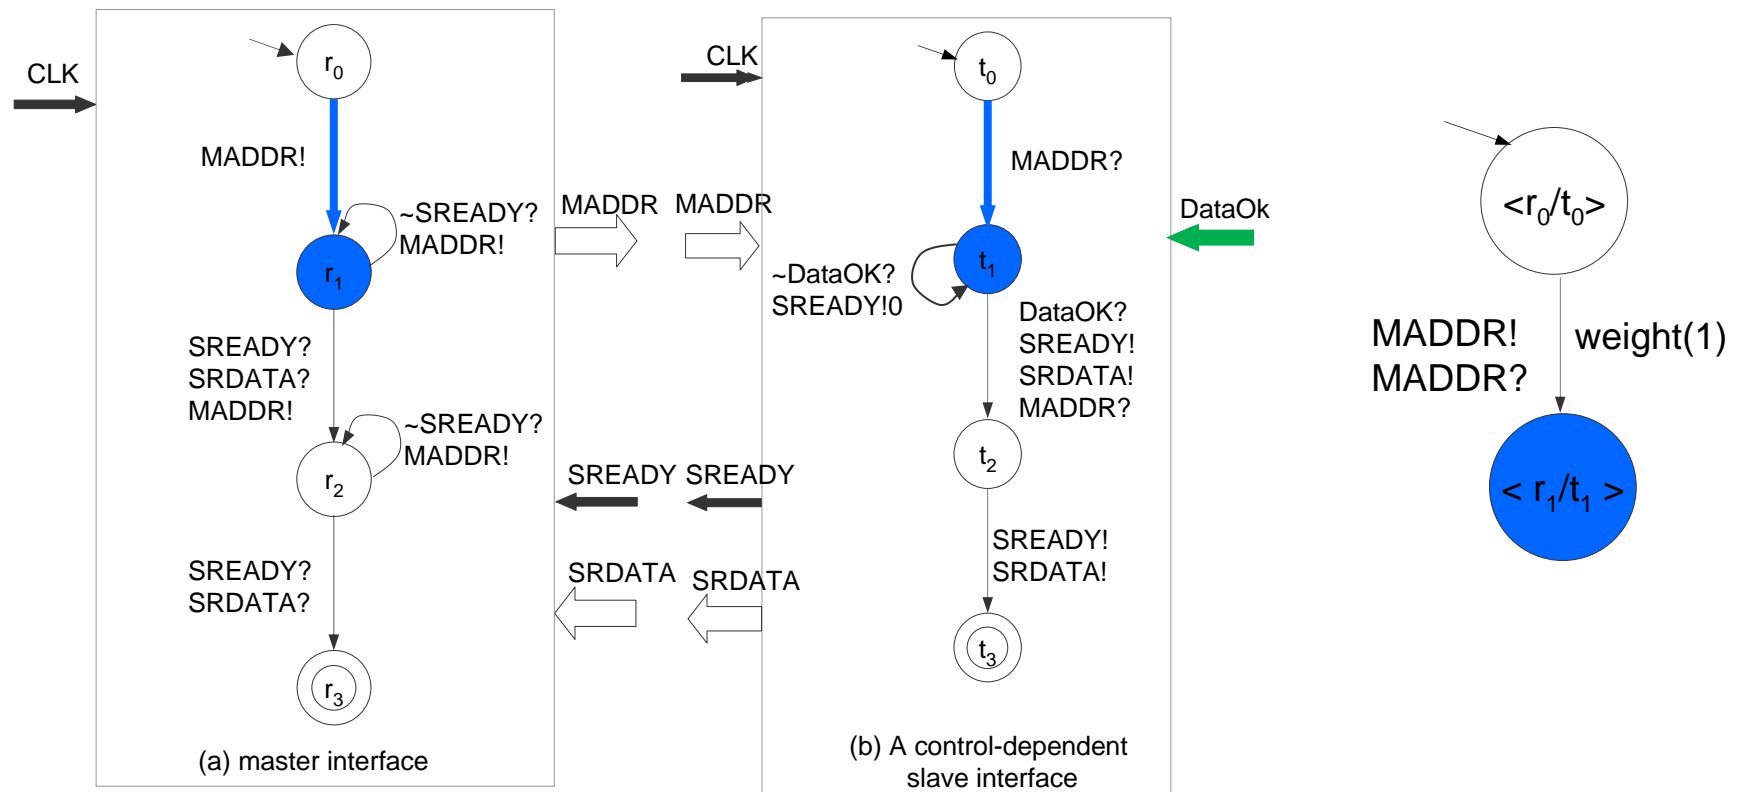 CLK
r0
MADDR!
~SREADY?
MADDR!
r1
SREADY?
SRDATA?
MADDR!
~SREADY?
MADDR!
r2
SREADY?
SRDATA?
r3
(a) master interface
MADDR
MADDR
SREADY
SREADY
SRDATA
SRDATA
CLK
t0
MADDR?
t1
~DataOK?
SREADY!0
DataOK?
SREADY!
SRDATA!
MADDR?
t2
SREADY!
SRDATA!
t3
(b) A control-dependent
slave interface
DataOk
<r0/t0>
MADDR!
MADDR?
weight(1)
< r1/t1 >